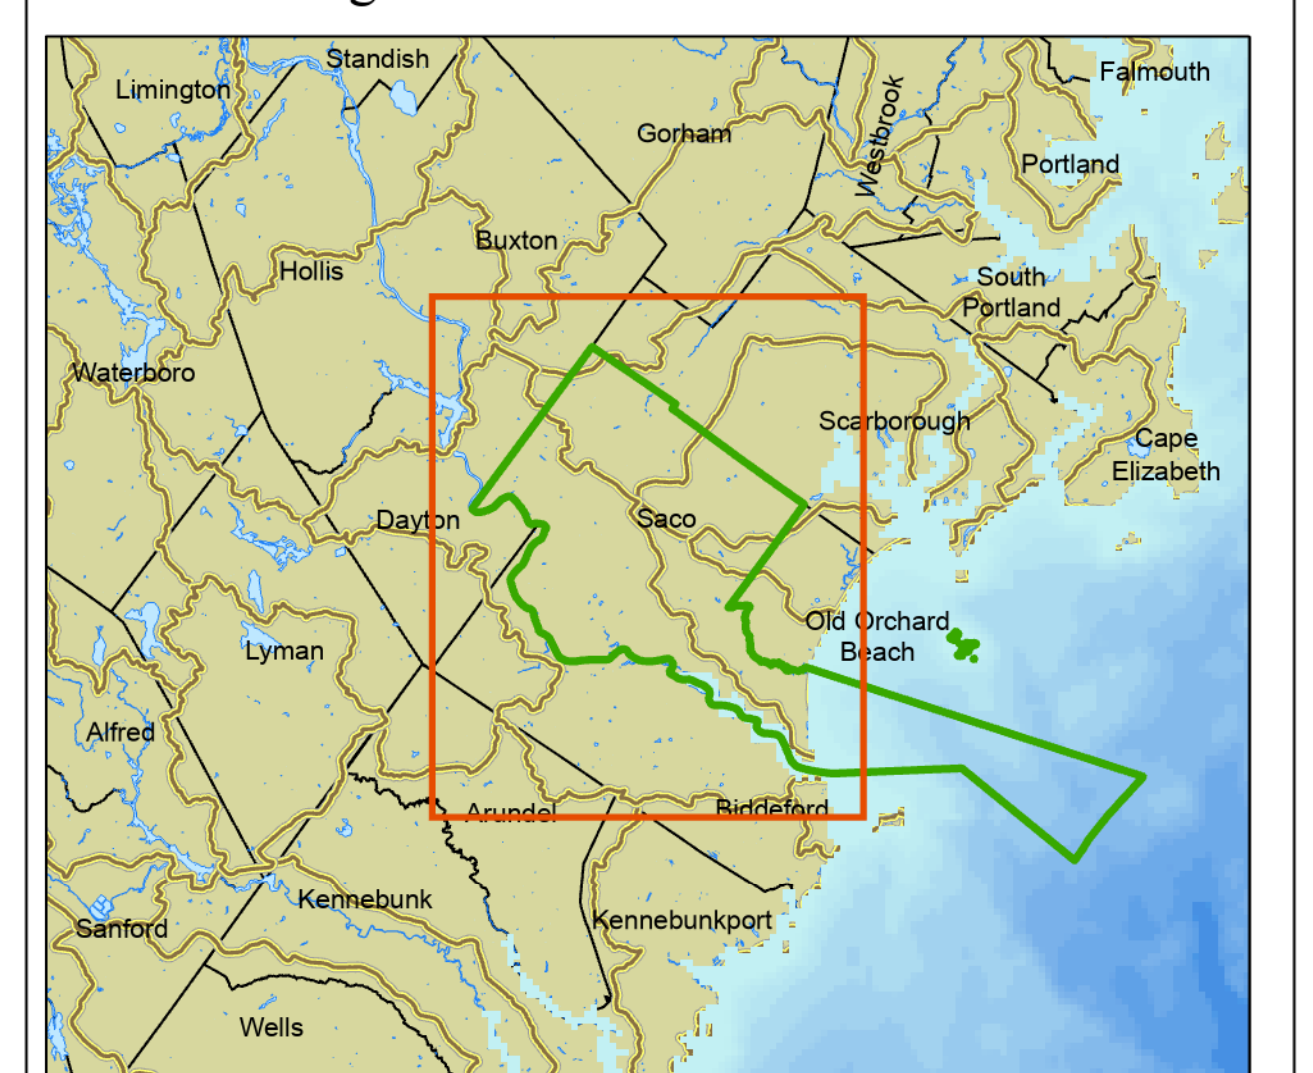 Standish
Falmouth
Limington
Gorham
Westbrook
Portland
Buxton
Hollis
South
Portland
Waterboro
Scarborough
Cape
Elizabeth
Dayton
Saco
Old Orchard
Beach
Lyman
Alfred
Arundel
Biddeford
Kennebunk
Kennebunkport
Sanford
Wells